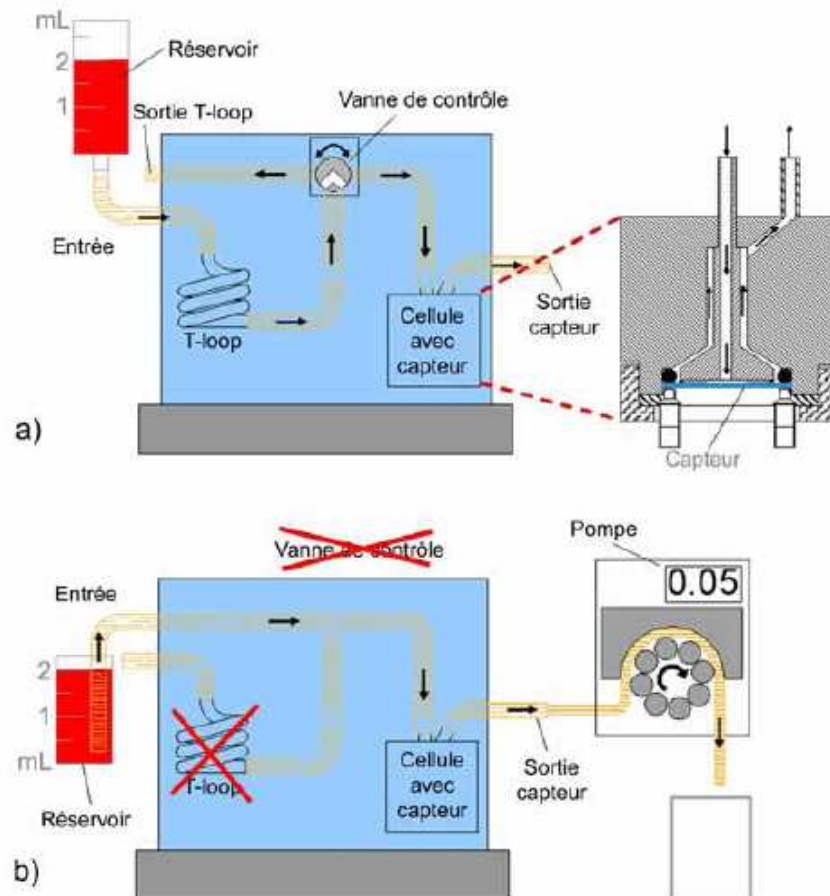 mL
2
1
Réservoir
Sortie T-loop
Vanne de contrôle
Entrée
T-loop
Cellule
avec
capteur
Sortie
capteur
Capteur
a)
Vanne de contrôle
Pompe
0.05
Entrée
2
1
mL
T-loop
Réservoir
Cellule
avec
capteur
Sortie
capteur
b)